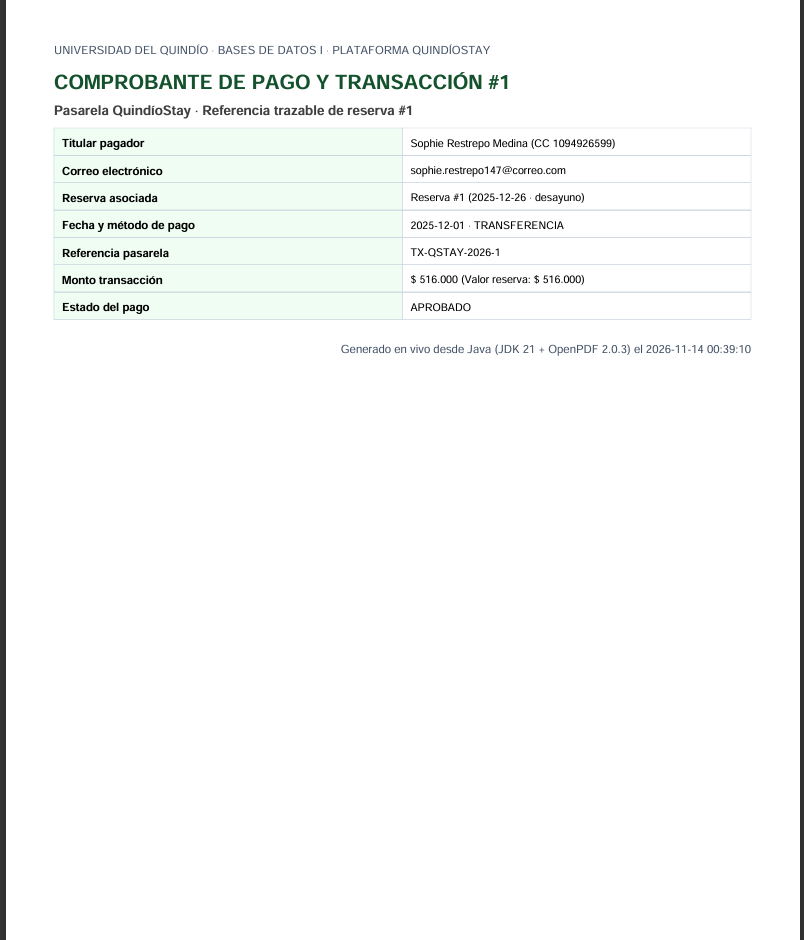 UNIVERSIDAD DEL QUINDÍO · BASES DE DATOS I · PLATAFORMA QUINDÍOSTAY
COMPROBANTE DE PAGO Y TRANSACCIÓN #1
Pasarela QuindíoStay · Referencia trazable de reserva #1
Titular pagador Sophie Restrepo Medina (CC 1094926599)
Correo electrónico sophie.restrepo147@correo.com
Reserva asociada Reserva #1 (2025-12-26 · desayuno)
Fecha y método de pago 2025-12-01 · TRANSFERENCIA
Referencia pasarela TX-QSTAY-2026-1
Monto transacción $ 516.000 (Valor reserva: $ 516.000)
Estado del pago APROBADO
Generado en vivo desde Java (JDK 21 + OpenPDF 2.0.3) el 2026-11-14 00:39:10